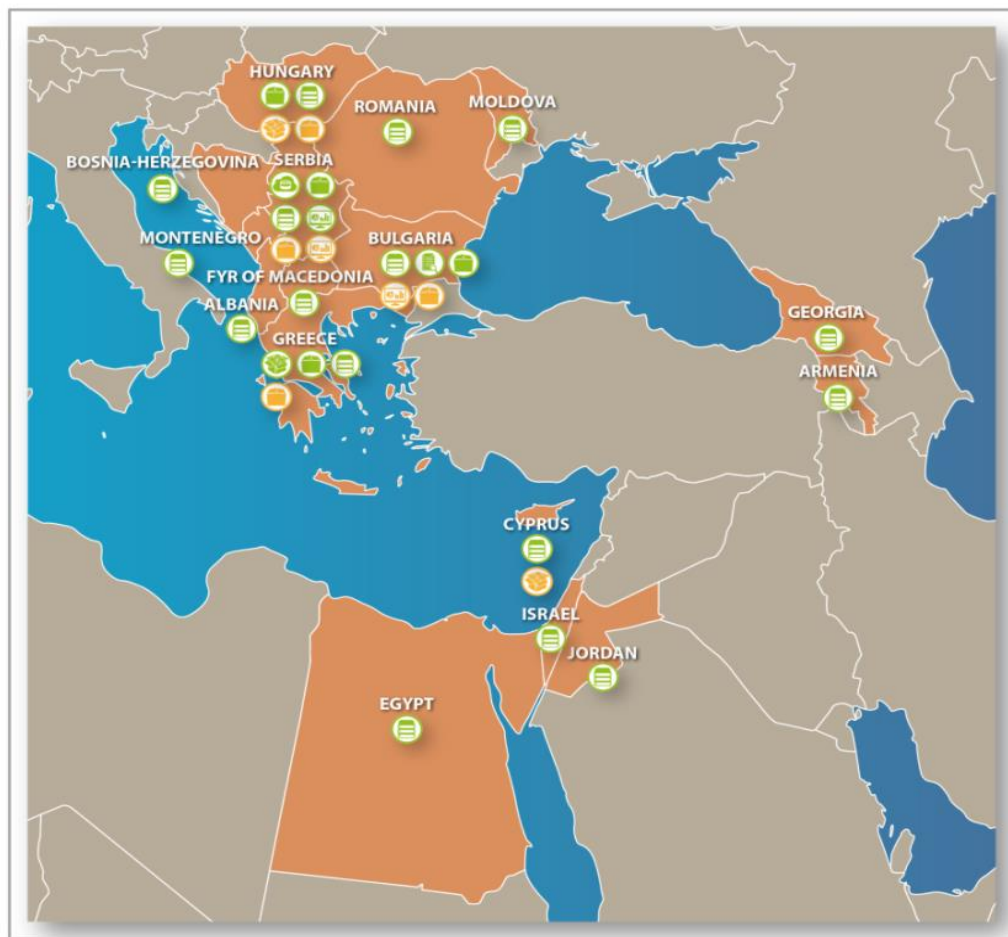 HUNGARY
ROMANIA
MOLDOVA
BOSNIA-HERZEGOVINA
SERBIA
MONTENEGRO
BULGARIA
FYR OF MACEDONIA
ALBANIA
GREECE
GEORGIA
ARMENIA
CYPRUS
ISRAEL
JORDAN
EGYPT